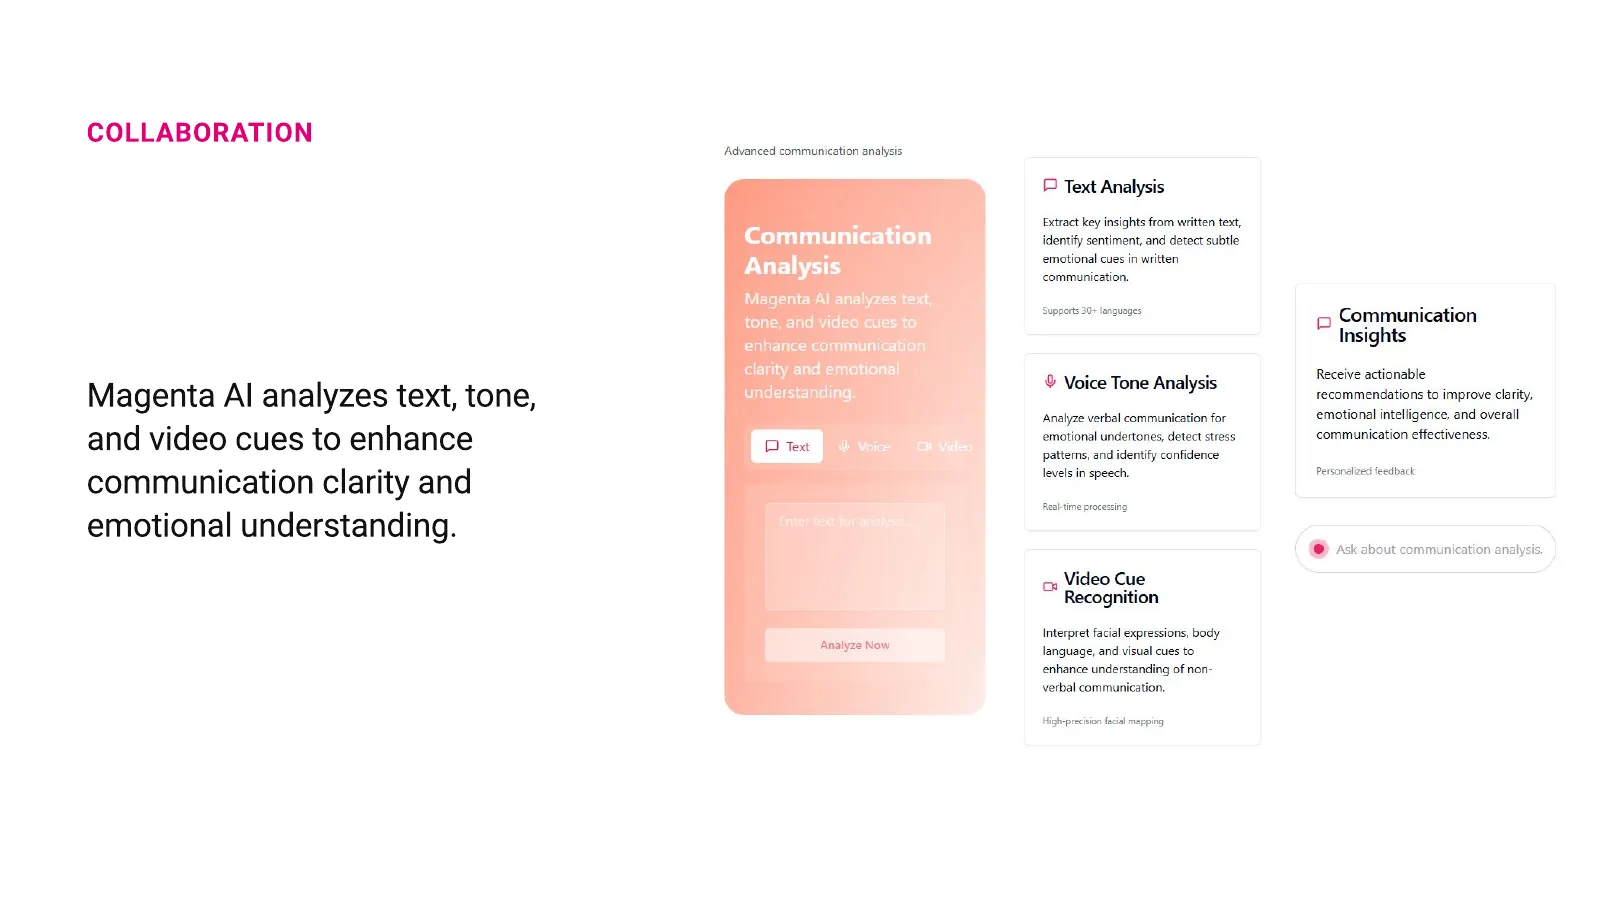 COLLABORATION
Magenta AI analyzes text, tone,
and video cues to enhance
communication clarity and
emotional understanding.
Advanced communication analysis
Communication
Analysis
Magenta AI analyzes text,
tone, and video cues to
enhance communication
clarity and emotional
understanding.
Text Voice Video
Enter text for analysis...
Analyze Now
Text Analysis
Extract key insights from written text,
identify sentiment, and detect subtle
emotional cues in written
communication.
Supports 30+ languages
Voice Tone Analysis
Analyze verbal communication for
emotional undertones, detect stress
patterns, and identify confidence
levels in speech.
Real-time processing
Video Cue
Recognition
Interpret facial expressions, body
language, and visual cues to
enhance understanding of non-
verbal communication.
High-precision facial mapping
Communication
Insights
Receive actionable
recommendations to improve clarity,
emotional intelligence, and overall
communication effectiveness.
Personalized feedback
Ask about communication analysis.